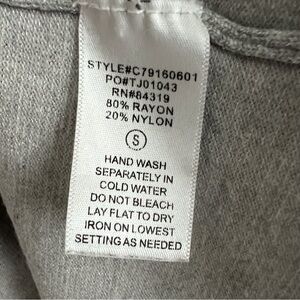 STYLE#C79160601
PO#TJ01043
RN#84319
80% RAYON
20% NYLON
S
HAND WASH
SEPARATELY IN
COLD WATER
DO NOT BLEACH
LAY FLAT TO DRY
IRON ON LOWEST
SETTING AS NEEDED